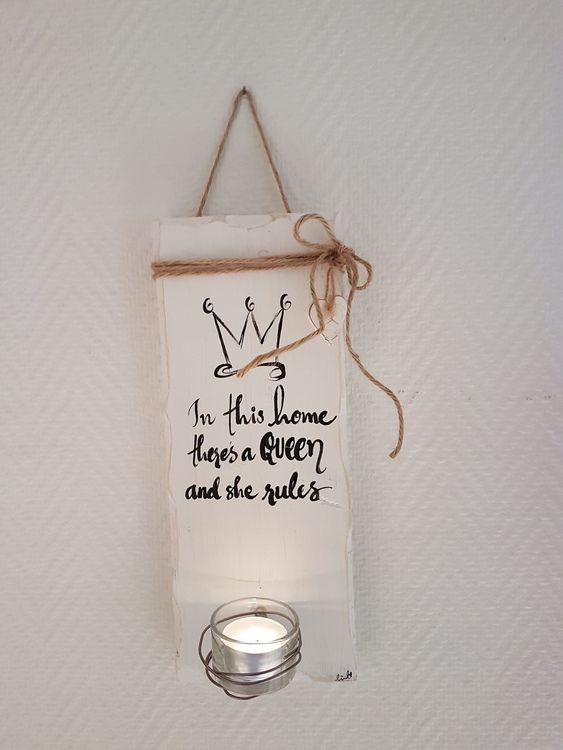 In this home
there's a QUEEN
and she rules